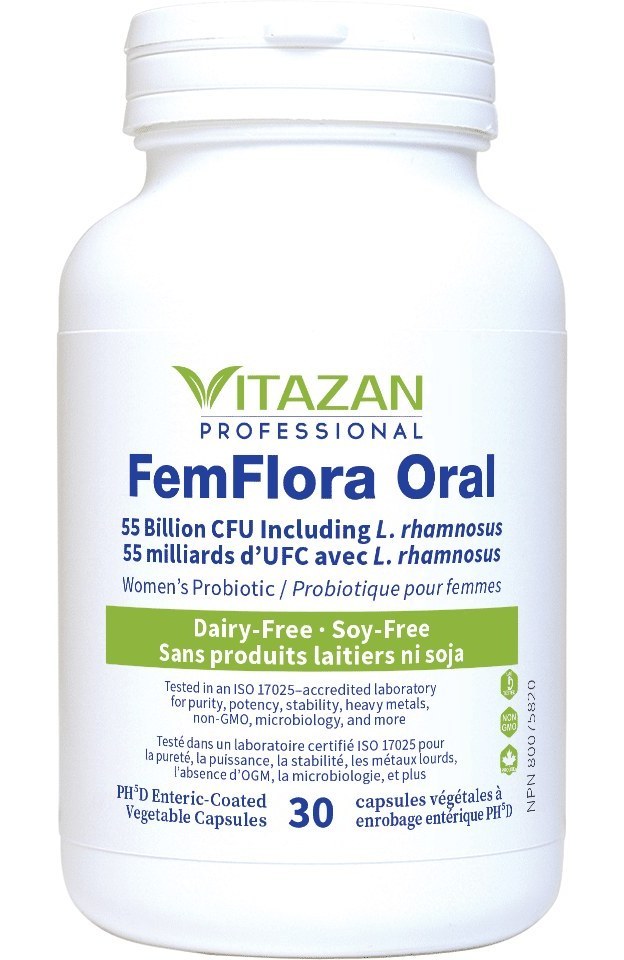 VITAZAN
PROFESSIONAL
FemFlora Oral
55 Billion CFU Including L. rhamnosus
55 milliards d'UFC avec L. rhamnosus
Women's Probiotic / Probiotique pour femmes
Dairy-Free · Soy-Free
Sans produits laitiers ni soja
Tested in an ISO 17025–accredited laboratory
for purity, potency, stability, heavy metals,
non-GMO, microbiology, and more
Testé dans un laboratoire certifié ISO 17025 pour
la pureté, la puissance, la stabilité, les métaux lourds,
l'absence d'OGM, la microbiologie, et plus
PH⁵D Enteric-Coated
Vegetable Capsules
30
capsules végétales à
enrobage entérique PH⁵D
NON
GMO
NPN 80075820